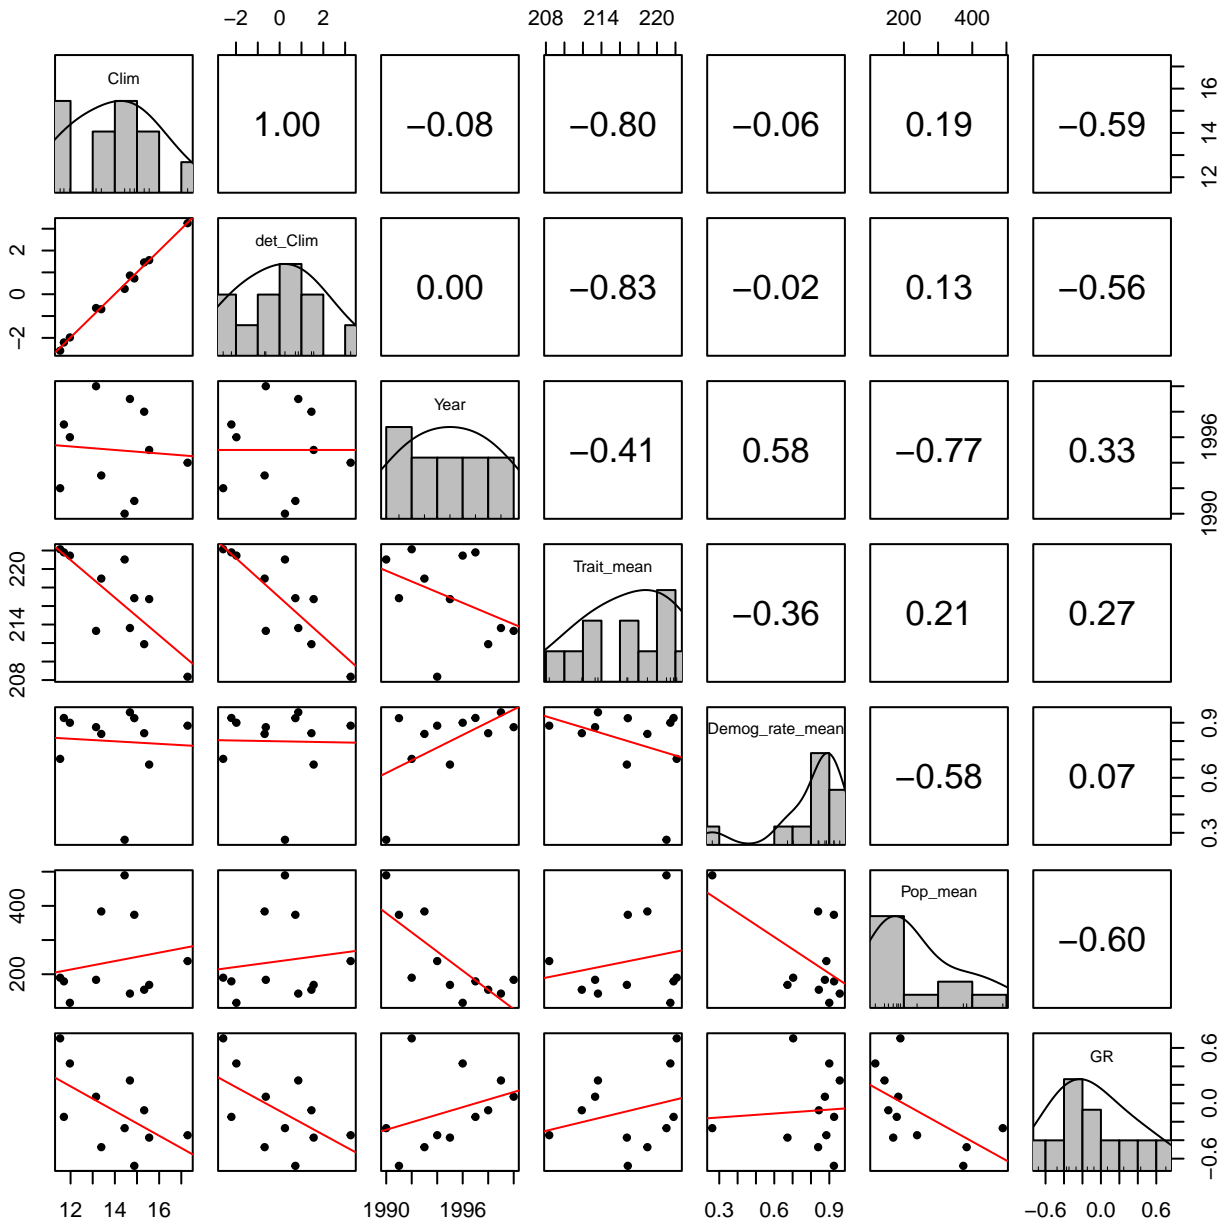 −2 0 2 208 214 220 200 400
Clim
1.00 −0.08 −0.80 −0.06 0.19 −0.59
12 14 16
−2 0 2
det_Clim
0.00 −0.83 −0.02 0.13 −0.56
Year
−0.41 0.58 −0.77 0.33
1990 1996
208 214 220
Trait_mean
−0.36 0.21 0.27
Demog_rate_mean
−0.58 0.07
0.3 0.6 0.9
200 400
Pop_mean
−0.60
GR
−0.6 0.0 0.6
12 14 16 1990 1996 0.3 0.6 0.9 −0.6 0.0 0.6